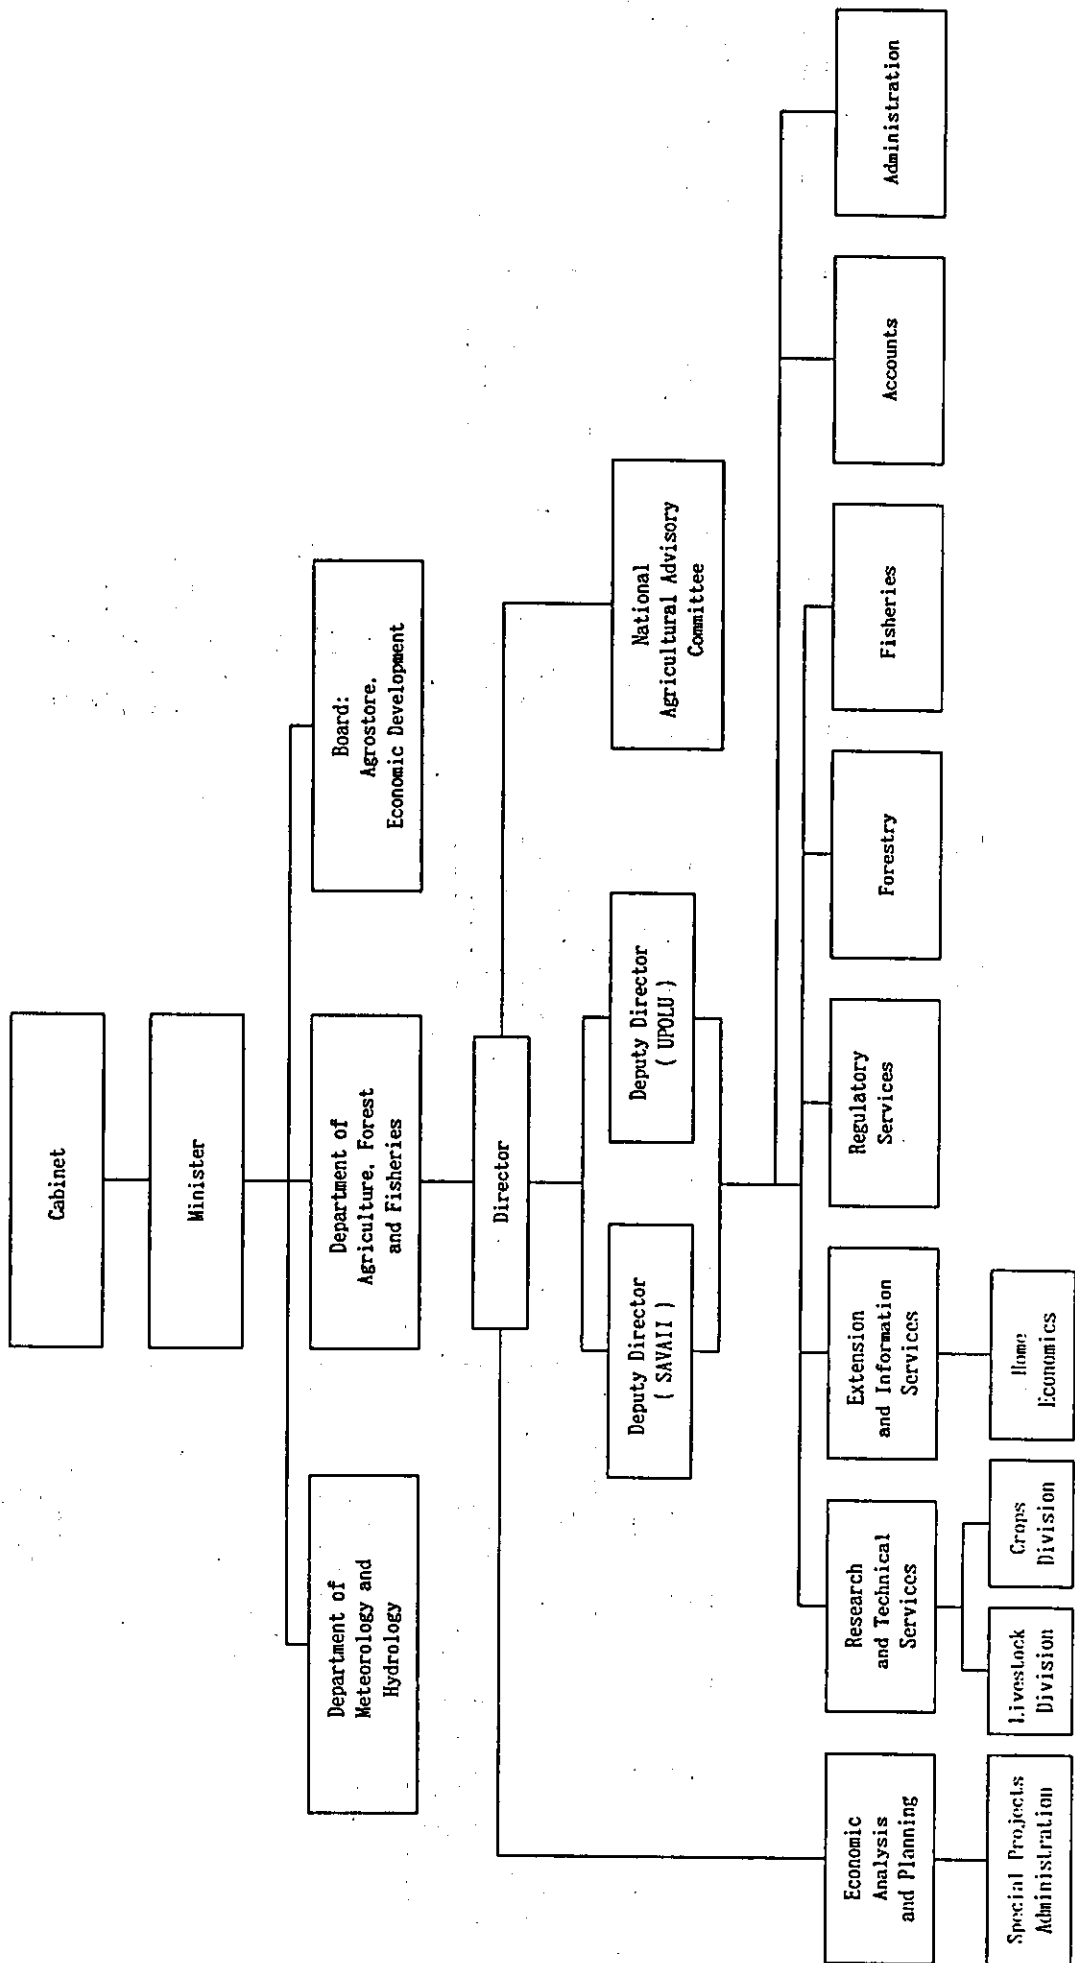 Cabinet
Minister
Department of
Meteorology and
Hydrology
Department of
Agriculture. Forest
and Fisheries
Board:
Agrostore.
Economic Development
Director
Deputy Director
( SAVAII )
Deputy Director
( UPOLU )
National
Agricultural Advisory
Committee
Economic
Analysis
and Planning
Research
and Technical
Services
Extension
and Information
Services
Regulatory
Services
Forestry
Fisheries
Accounts
Administration
Special Projects
Administration
Livestock
Division
Crops
Division
Home
Economics